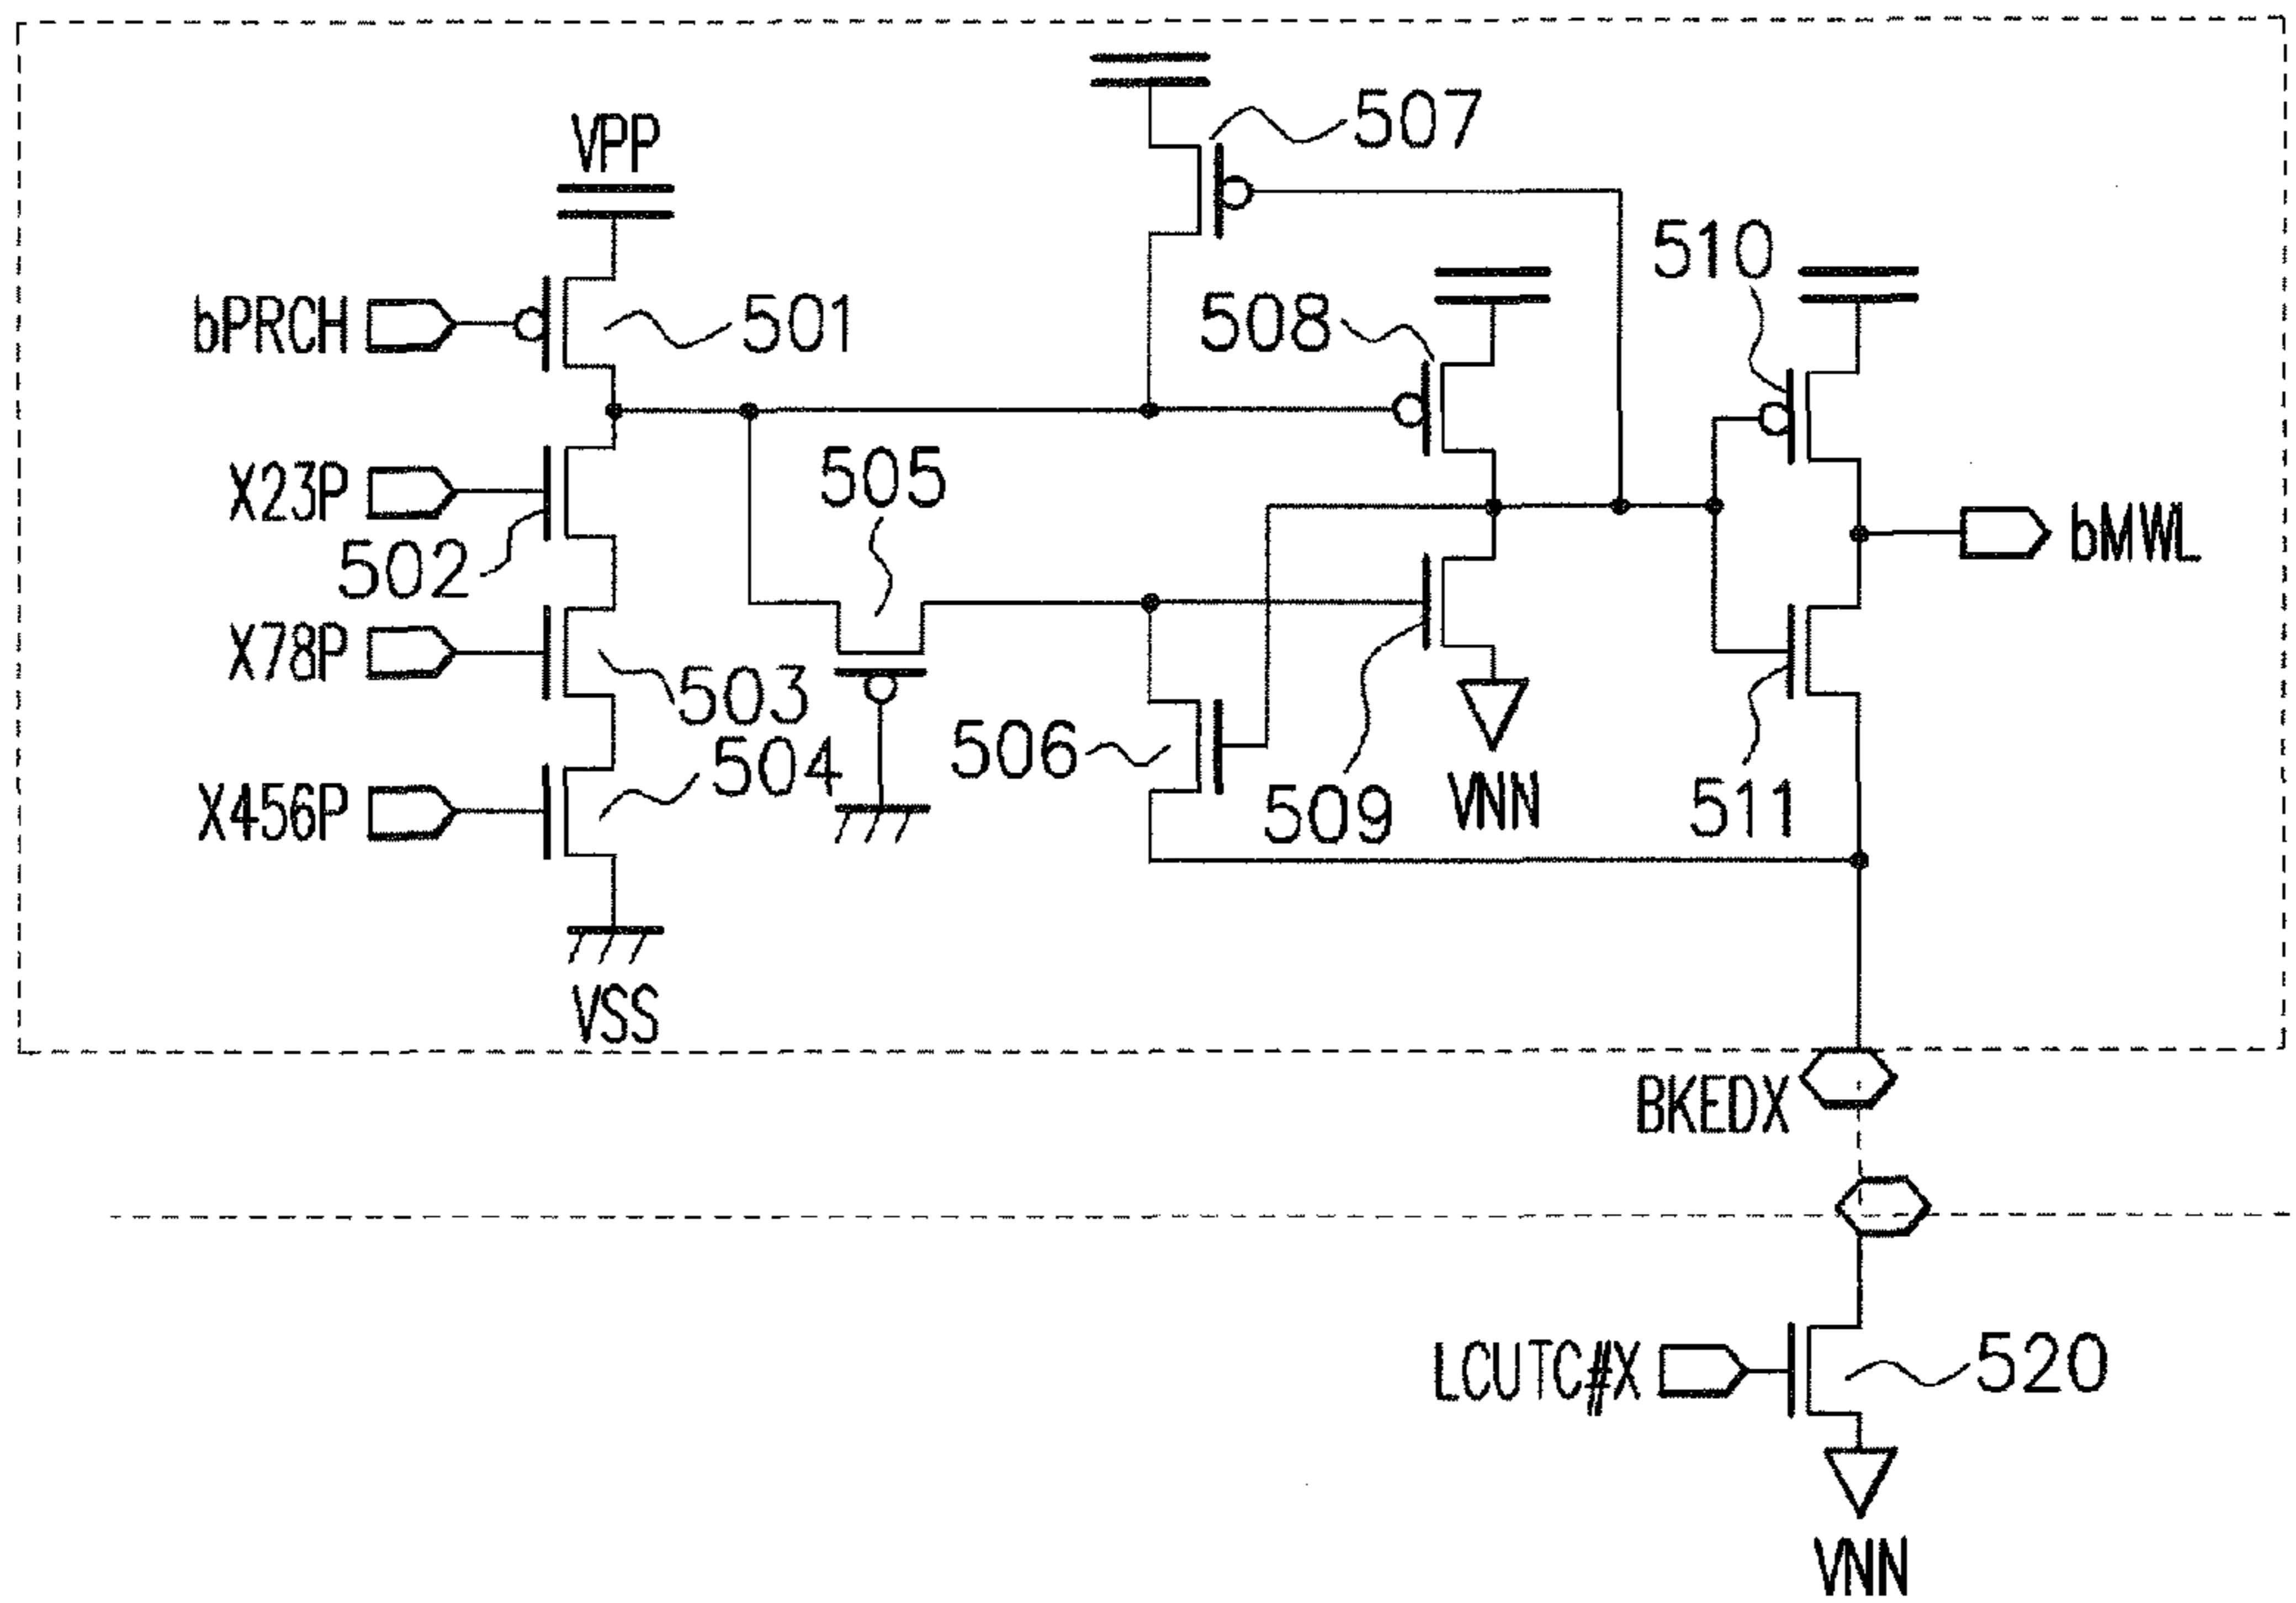 507
VPP
510
bPRCH
501
508
X23P
505
502
bMWL
X78P
503
506
504
X456P
509
VNN
511
VSS
BKEDX
LCUTC#X
520
VNN